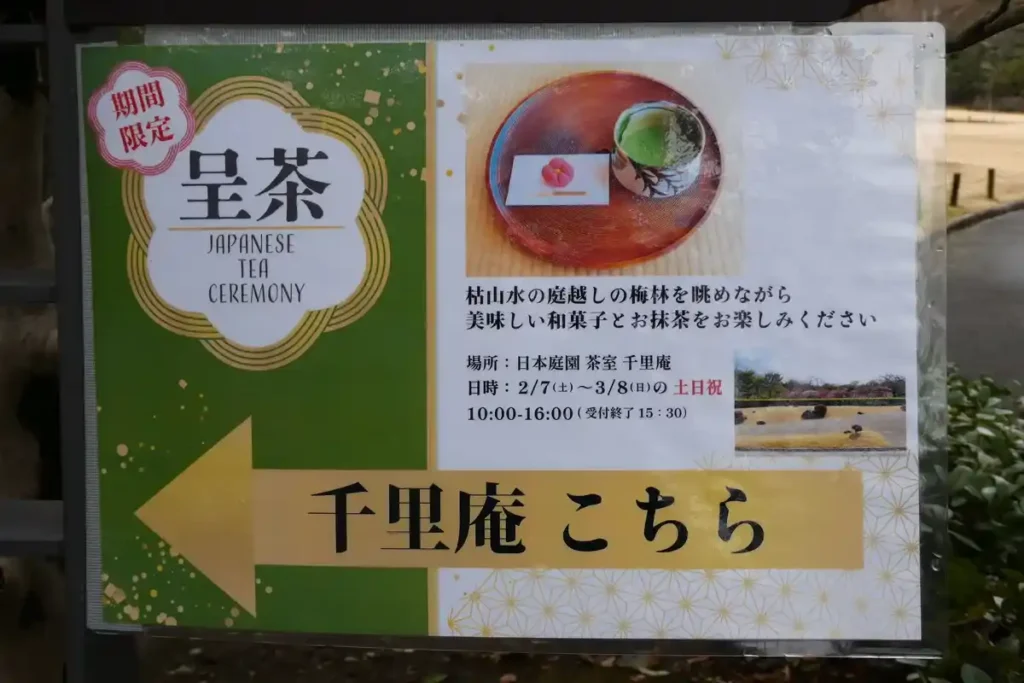 期間
限定
呈茶
JAPANESE
TEA
CEREMONY
枯山水の庭越しの梅林を眺めながら
美味しい和菓子とお抹茶をお楽しみください
場所：日本庭園 茶室 千里庵
日時：2/7(土)～3/8(日)の 土日祝
10:00-16:00（受付終了 15：30）
千里庵 こちら